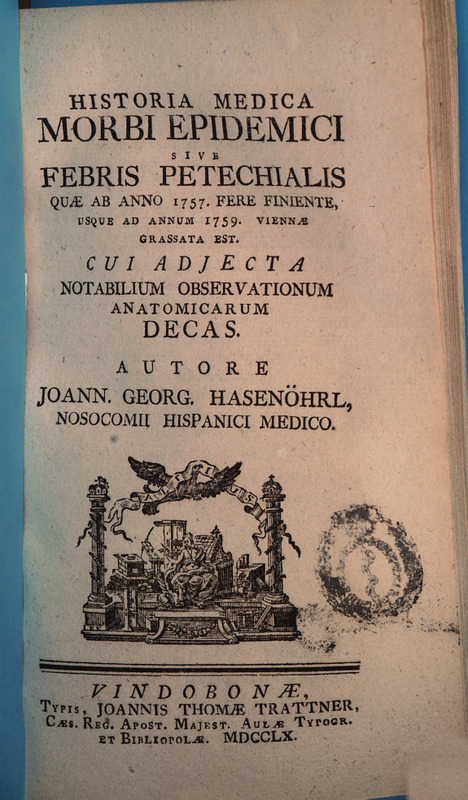 HISTORIA MEDICA
MORBI EPIDEMICI
SIVE
FEBRIS PETECHIALIS
QUÆ AB ANNO 1757. FERE FINIENTE,
USQUE AD ANNUM 1759. VIENNÆ
GRASSATA EST.
CUI ADJECTA
NOTABILIUM OBSERVATIONUM
ANATOMICARUM
DECAS.
AUTORE
JOANN. GEORG. HASENÖHRL,
NOSOCOMII HISPANICI MEDICO.
VINDOBONÆ,
TYPIS, JOANNIS THOMÆ TRATTNER,
CÆS. REG. APOST. MAJEST. AULÆ TYPOGR.
ET BIBLIOPOLÆ. MDCCLX.